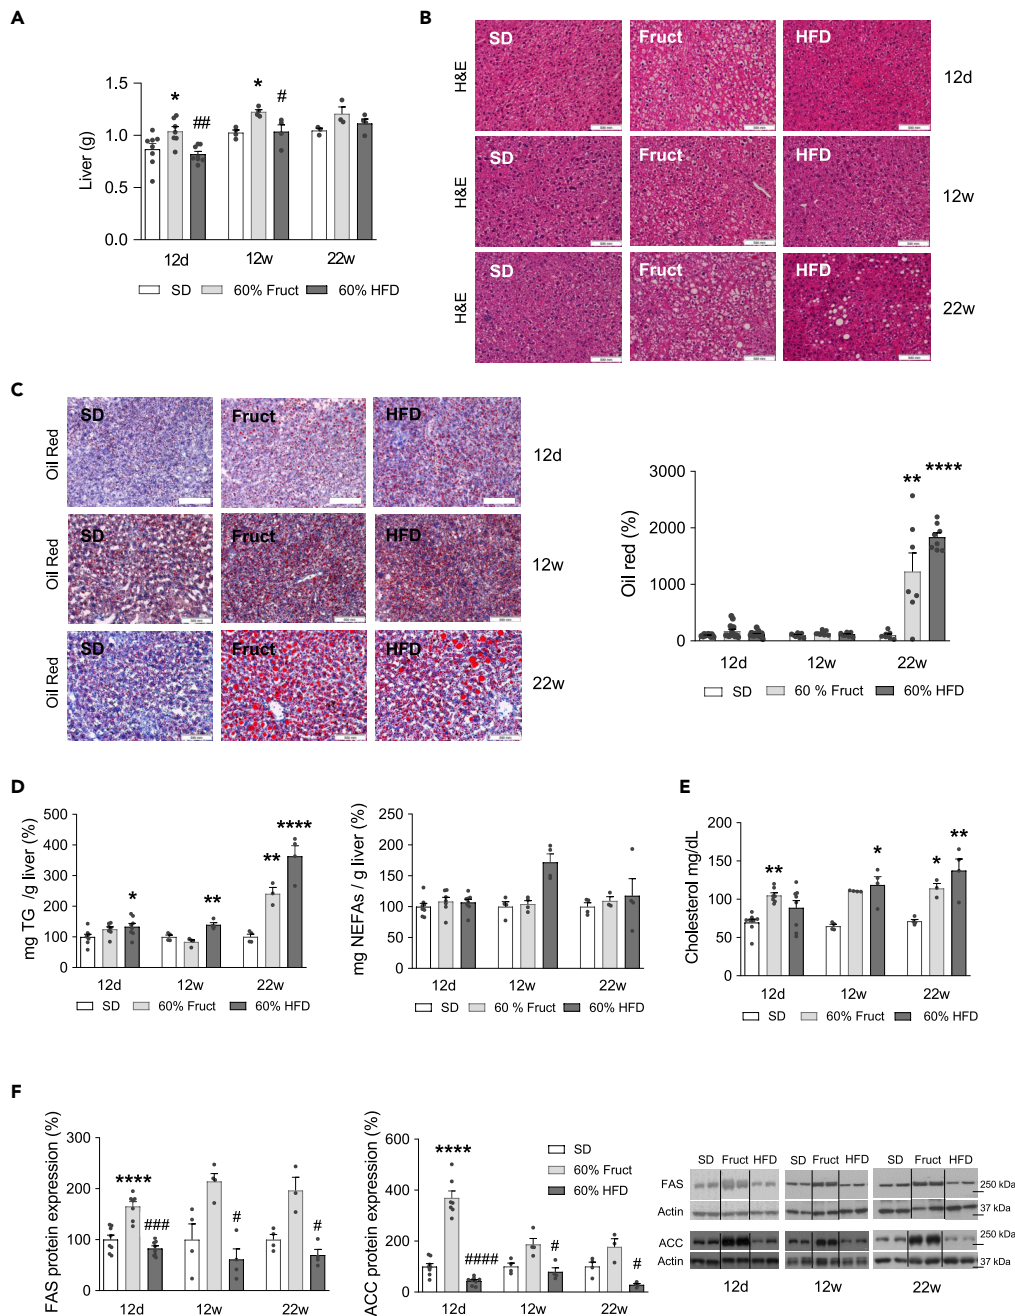 A
Liver (g)
1.5
1.0
0.5
0.0
*
##
*
#
12d
12w
22w
SD
60% Fruct
60% HFD
B
H&E
SD
Fruct
HFD
12d
H&E
SD
Fruct
HFD
12w
H&E
SD
Fruct
HFD
22w
C
Oil Red
SD
Fruct
HFD
12d
Oil Red
SD
Fruct
HFD
12w
Oil Red
SD
Fruct
HFD
22w
Oil red (%)
3000
2000
1000
0
**
****
12d
12w
22w
SD
60 % Fruct
60% HFD
D
mg TG /g liver (%)
500
400
300
200
100
0
*
**
**
****
12d
12w
22w
SD
60% Fruct
60% HFD
mg NEFAs / g liver (%)
250
200
150
100
50
0
12d
12w
22w
SD
60 % Fruct
60% HFD
E
Cholesterol mg/dL
200
150
100
50
0
**
*
*
**
12d
12w
22w
SD
60% Fruct
60% HFD
F
FAS protein expression (%)
300
200
100
0
****
###
#
#
12d
12w
22w
ACC protein expression (%)
600
400
200
0
****
####
#
#
12d
12w
22w
SD
60% Fruct
60% HFD
SD Fruct HFD SD Fruct HFD SD Fruct HFD
FAS
250 kDa
Actin
37 kDa
ACC
250 kDa
Actin
37 kDa
12d
12w
22w